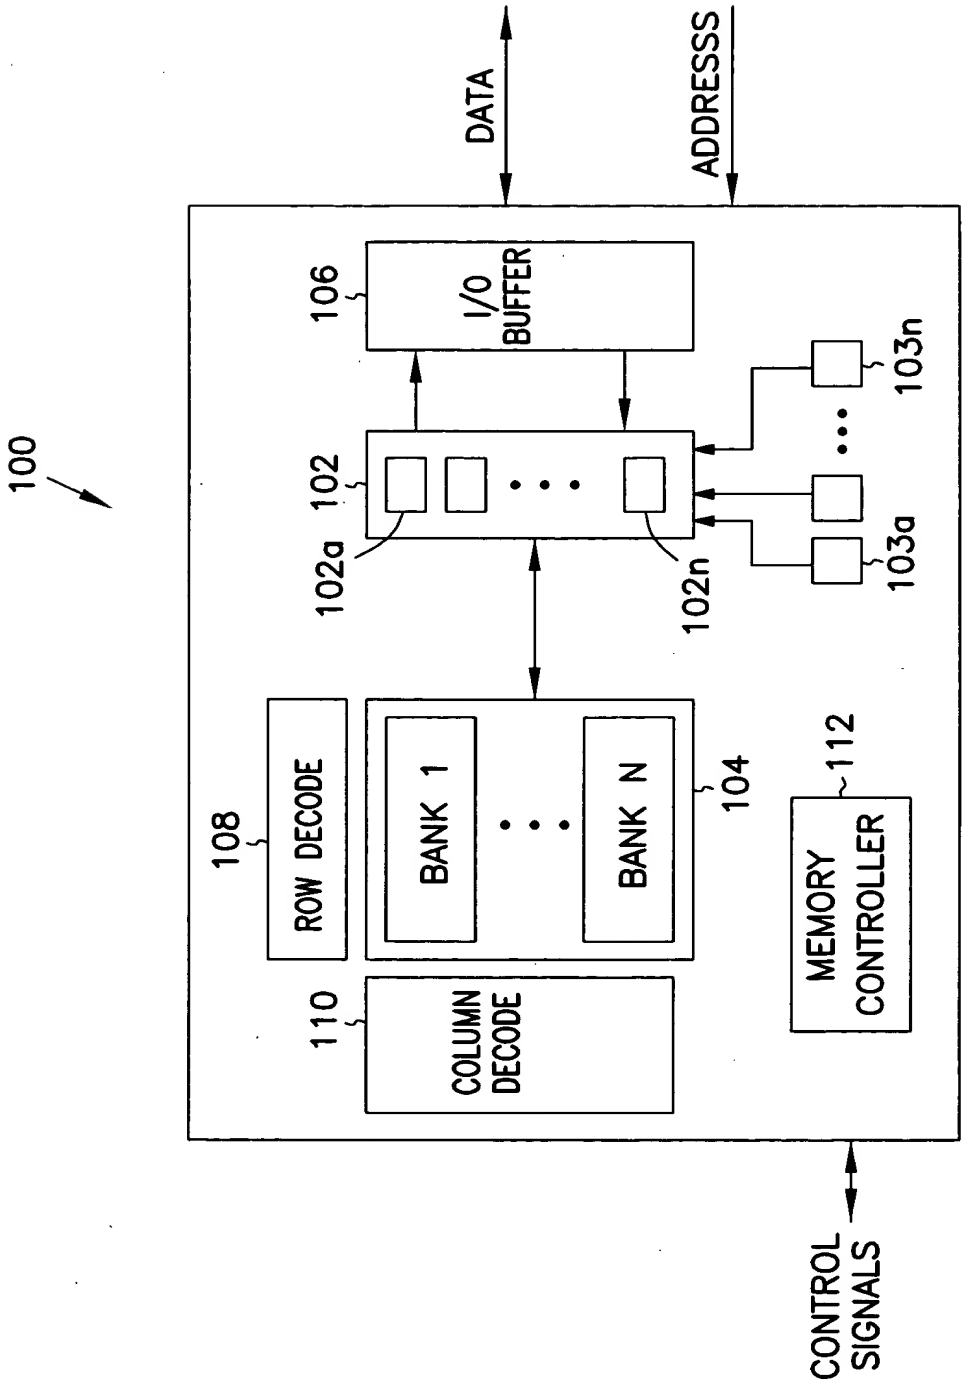 100
108
ROW DECODE
110
COLUMN
DECODE
BANK 1
BANK N
104
102
102a
102n
106
I/O
BUFFER
DATA
ADDRESSS
103a
103n
MEMORY
CONTROLLER
112
CONTROL
SIGNALS